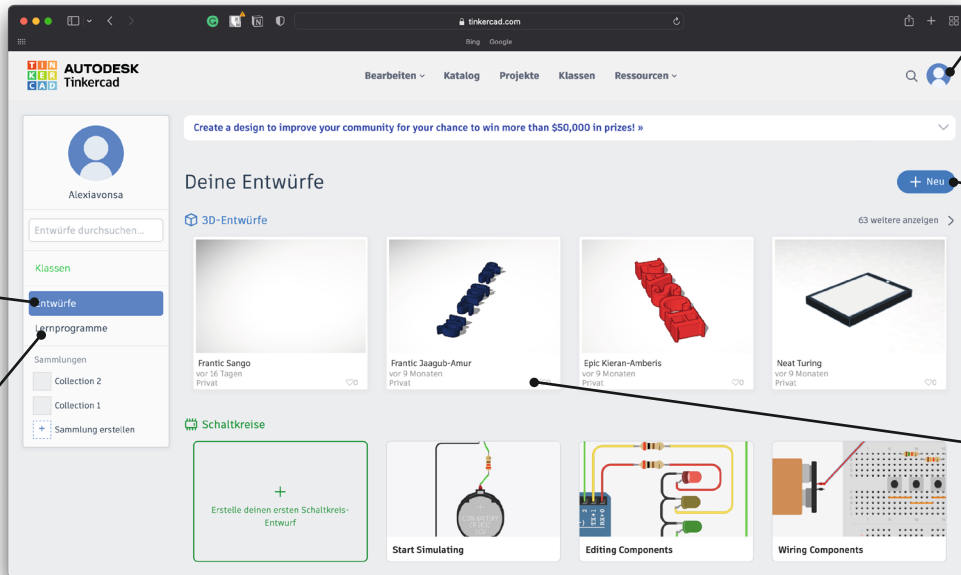 tinkercad.com
Bing Google
TIN
KER
CAD
AUTODESK
Tinkercad
Bearbeiten Katalog Projekte Klassen Ressourcen
Create a design to improve your community for your chance to win more than $50,000 in prizes! »
Alexiavonsa
Entwürfe durchsuchen...
Klassen
Entwürfe
Lernprogramme
Sammlungen
Collection 2
Collection 1
+ Sammlung erstellen
Deine Entwürfe
+ Neu
3D-Entwürfe
63 weitere anzeigen >
Frantic Sango
vor 16 Tagen
Privat
0
Frantic Jaagub-Amur
vor 9 Monaten
Privat
Epic Kieran-Amberis
vor 9 Monaten
Privat
0
Neat Turing
vor 9 Monaten
Privat
0
Schaltkreise
+
Erstelle deinen ersten Schaltkreis-
Entwurf
Start Simulating
Editing Components
Wiring Components